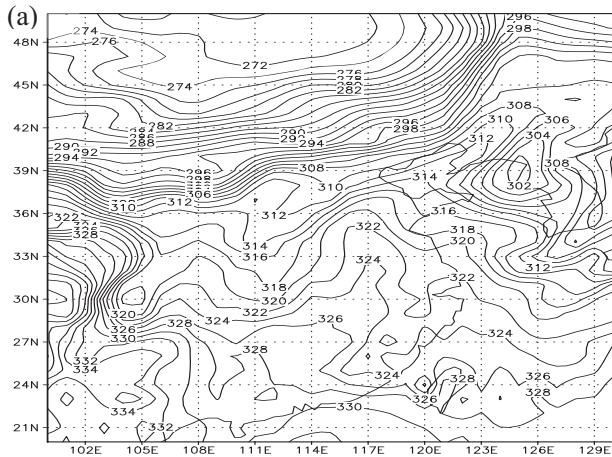 (a)
48N 274 276 296 298
45N 274 272 276 278 280 282
42N 282 284 286 288 290 292 294 296 298 308 310 306 304
39N 290 292 294 296 306 308 312 308 302
36N 310 312 322 310 312 314 316
33N 328 314 316 322 318 320 312
30N 320 318 320 322 324 324 322
27N 326 330 328 324 326 328 324
24N 332 334 324 328 326 328
21N 334 330 326
102E 105E 108E 111E 114E 117E 120E 123E 126E 129E